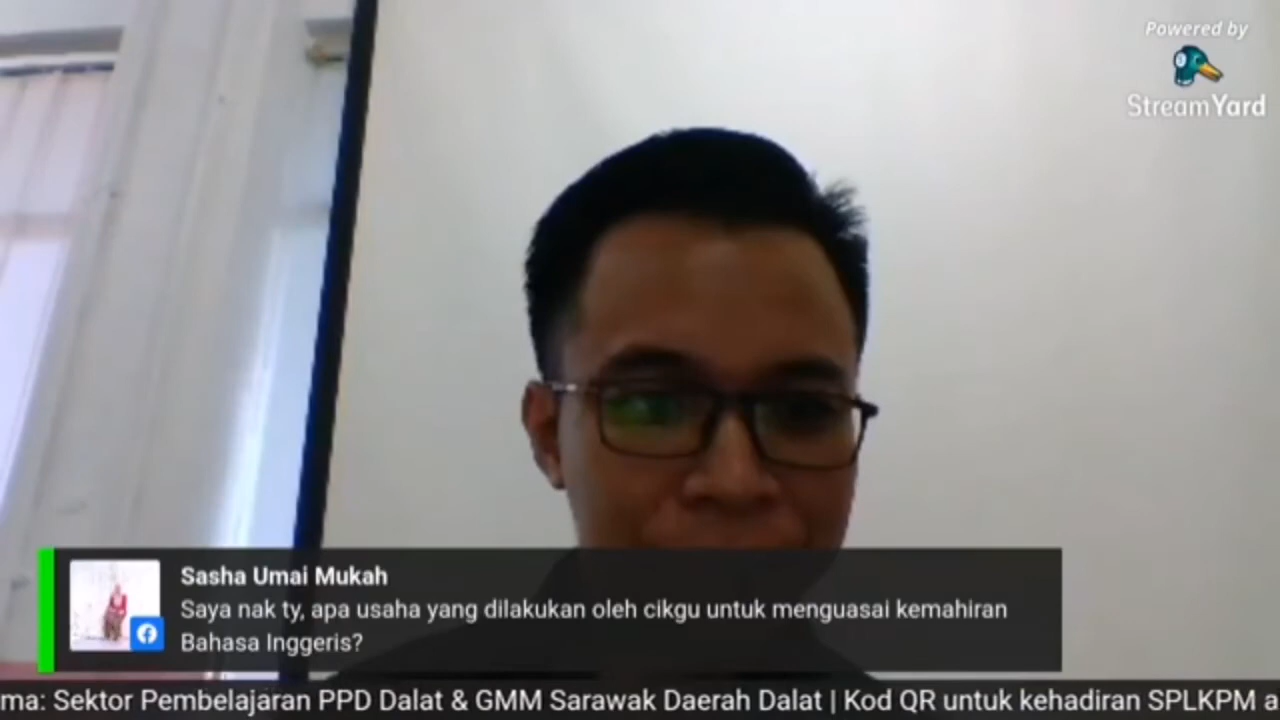 Powered by
StreamYard
Sasha Umai Mukah
Saya nak ty, apa usaha yang dilakukan oleh cikgu untuk menguasai kemahiran
Bahasa Inggeris?
ma: Sektor Pembelajaran PPD Dalat & GMM Sarawak Daerah Dalat | Kod QR untuk kehadiran SPLKPM a